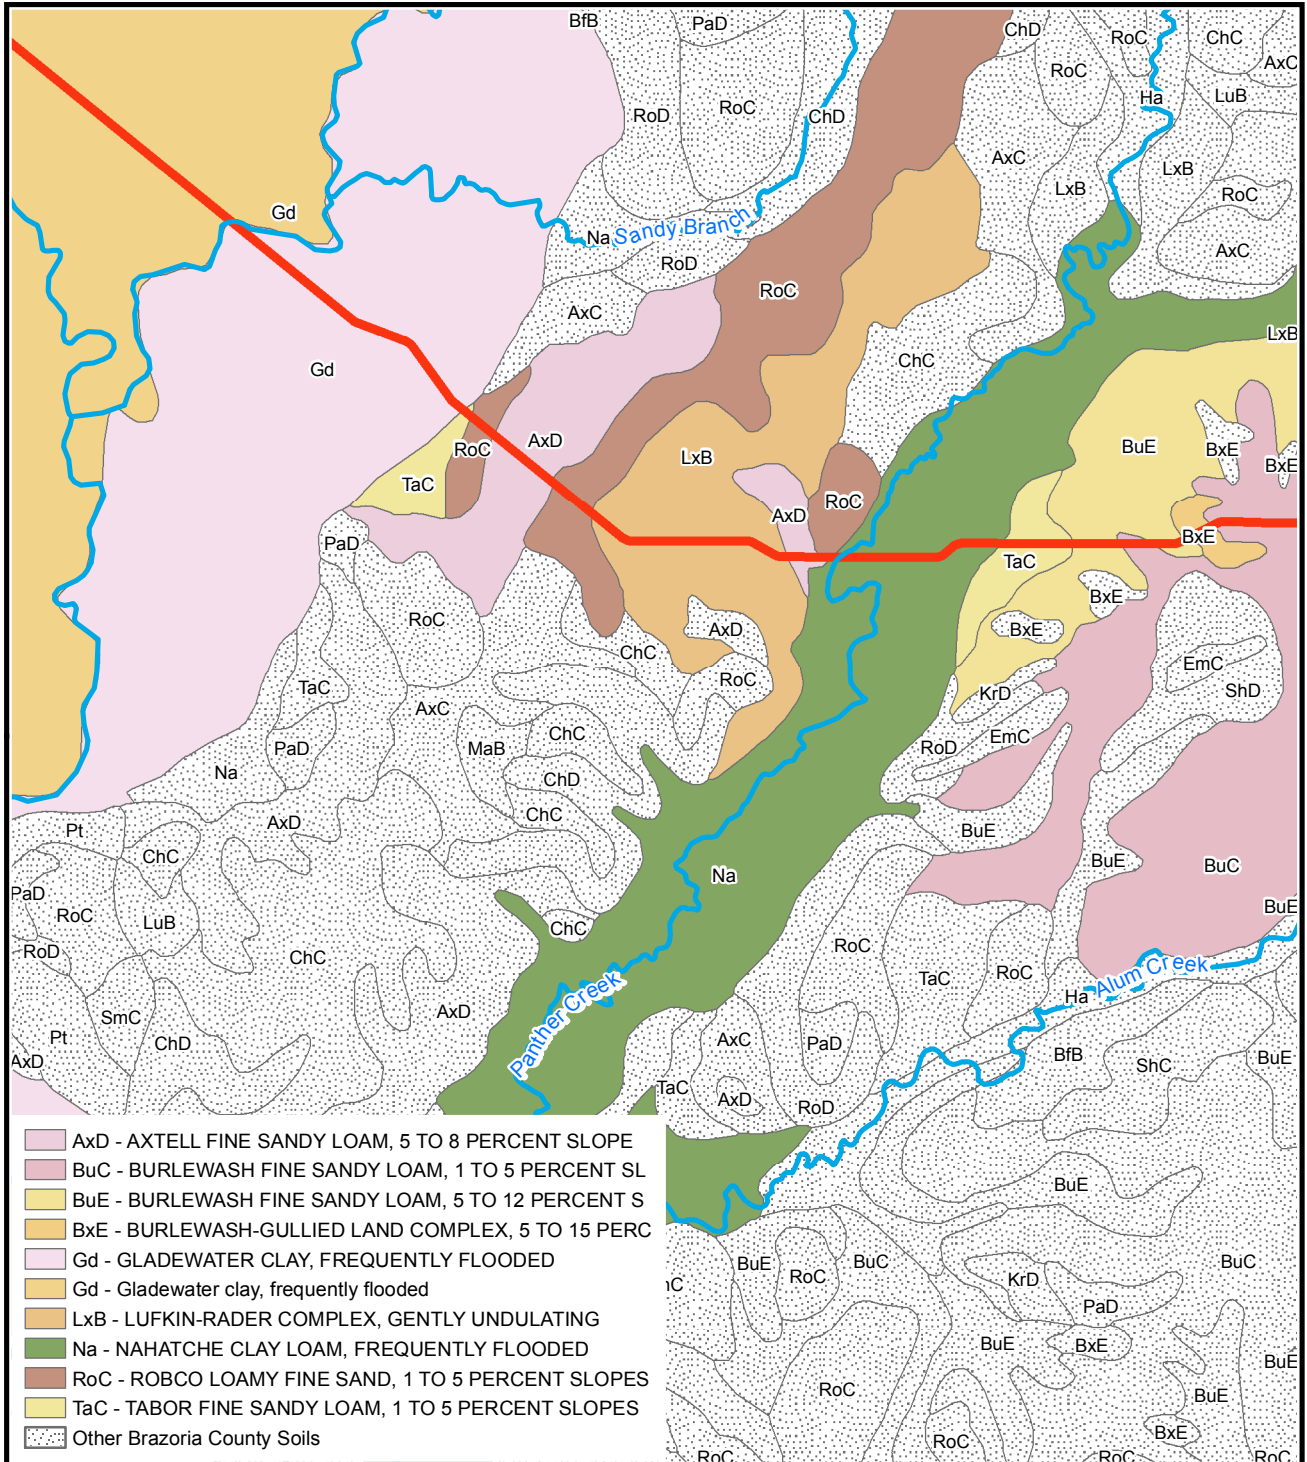 BfB PaD ChD RoC ChC
AxC
RoC
LuB
Ha
RoD RoC ChD
AxC
LxB
LxB
RoC
Gd
Na Sandy Branch
RoD
AxC
RoC
AxC
LxB
Gd
ChC
AxD
RoC
LxB
BuE
BxE
BxE
TaC
RoC
AxD
BxE
PaD
TaC
BxE
RoC
AxD
BxE
ChC
EmC
RoC
ShD
TaC
KrD
AxC
ChC
EmC
MaB
RoD
PaD
Na
ChD
ChC
AxD
Pt
BuE
ChC
BuE
BuC
Na
PaD
RoC
LuB
BuE
ChC
RoC
RoD
ChC
Alum Creek
TaC
RoC
Ha
Panther Creek
AxD
SmC
Pt
ChD
AxC
PaD
BfB
ShC
BuE
AxD
TaC
AxD
RoD
AxD - AXTELL FINE SANDY LOAM, 5 TO 8 PERCENT SLOPE
BuC - BURLEWASH FINE SANDY LOAM, 1 TO 5 PERCENT SL
BuE - BURLEWASH FINE SANDY LOAM, 5 TO 12 PERCENT S
BxE - BURLEWASH-GULLIED LAND COMPLEX, 5 TO 15 PERC
Gd - GLADEWATER CLAY, FREQUENTLY FLOODED
Gd - Gladewater clay, frequently flooded
LxB - LUFKIN-RADER COMPLEX, GENTLY UNDULATING
Na - NAHATCHE CLAY LOAM, FREQUENTLY FLOODED
RoC - ROBCO LOAMY FINE SAND, 1 TO 5 PERCENT SLOPES
TaC - TABOR FINE SANDY LOAM, 1 TO 5 PERCENT SLOPES
Other Brazoria County Soils
BuE
BuE
RoC
BuC
BuC
hC
KrD
PaD
BuE
BxE
BuE
RoC
BuE
BxE
RoC
RoC
RoC
RoC